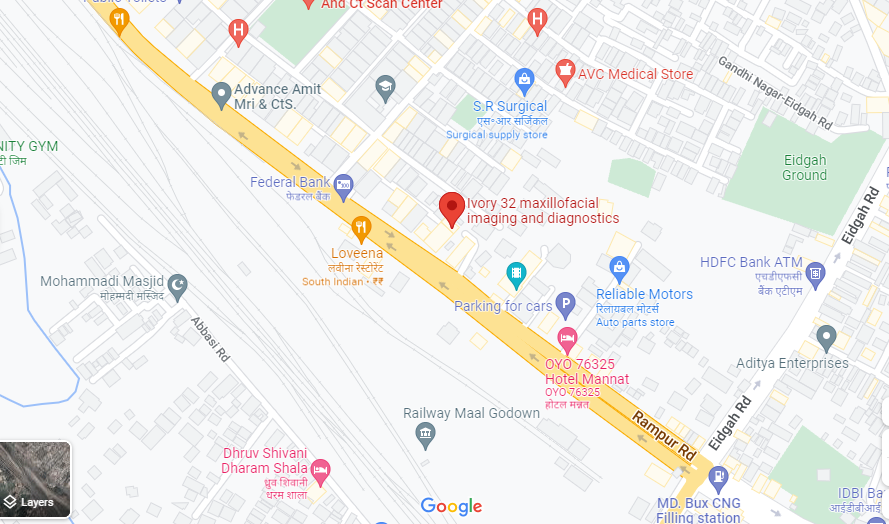 And Ct Scan Center
Advance Amit
Mri & CtS.
AVC Medical Store
Gandhi Nagar-Eidgah Rd
S.R Surgical
एस॰आर सर्जिकल
Surgical supply store
NITY GYM
टी जिम
Eidgah
Ground
Federal Bank
फेडरल बैंक
Ivory 32 maxillofacial
imaging and diagnostics
Eidgah Rd
Loveena
लवीना रेस्टोरेंट
South Indian • ₹₹
HDFC Bank ATM
एचडीएफसी
बैंक एटीएम
Mohammadi Masjid
मोहम्मदी मस्जिद
Reliable Motors
रिलायबल मोटर्स
Auto parts store
Parking for cars
P
Abbasi Rd
Aditya Enterprises
OYO 76325
Hotel Mannat
OYO 76325
होटल मन्नत
Railway Maal Godown
Rampur Rd
Eidgah Rd
Dhruv Shivani
Dharam Shala
ध्रुव शिवानी
धरम शाला
Layers
Google
MD. Bux CNG
Filling station
IDBI Ba
आईडीबीआई